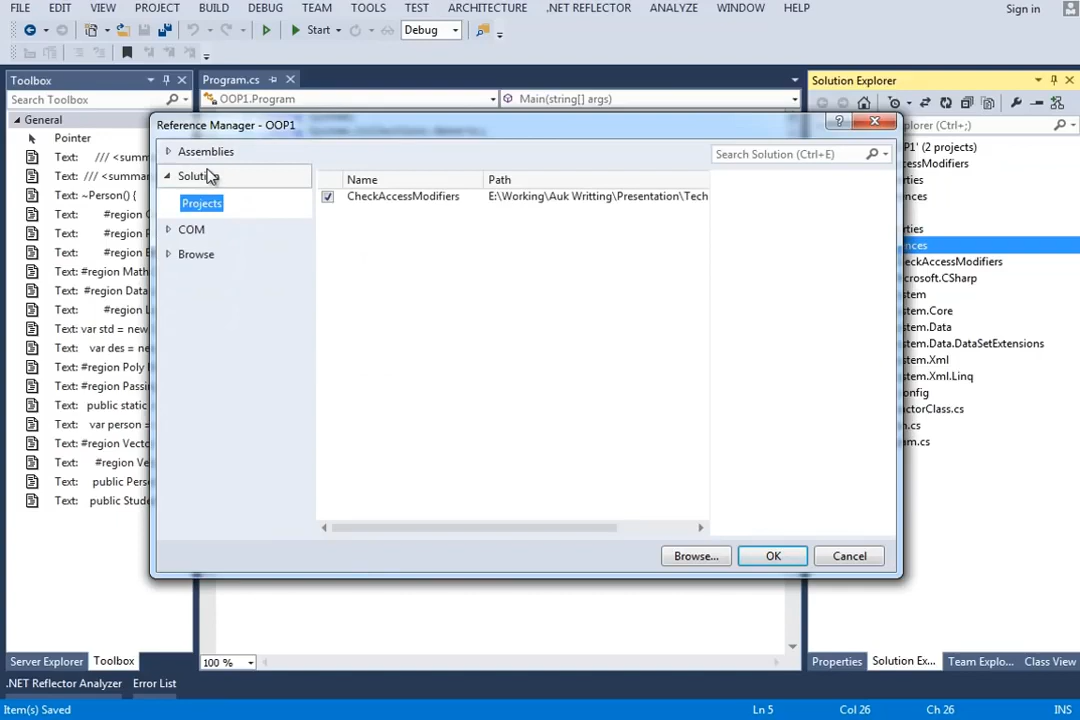 FILE EDIT VIEW PROJECT BUILD DEBUG TEAM TOOLS TEST ARCHITECTURE .NET REFLECTOR ANALYZE WINDOW HELP Sign in
Start Debug
Toolbox
Search Toolbox
General
Pointer
Text: /// <summ
Text: /// <summar
Text: ~Person() {
Text: #region C
Text: #region P
Text: #region E
Text: #region Math
Text: #region Data
Text: #region L
Text: var std = new
Text: var des = ne
Text: #region Poly
Text: #region Passin
Text: public static
Text: var person =
Text: #region Vecto
Text: #region Vec
Text: public Pers
Text: public Stude
Program.cs
OOP1.Program
Main(string[] args)
Reference Manager - OOP1
Assemblies
Projects
COM
Browse
Search Solution (Ctrl+E)
Name Path
CheckAccessModifiers E:\Working\Auk Writting\Presentation\Tech
Browse... OK Cancel
100 %
Solution Explorer
plorer (Ctrl+;)
P1' (2 projects)
ccessModifiers
rties
ences
rties
nces
eckAccessModifiers
crosoft.CSharp
stem
stem.Core
stem.Data
stem.Data.DataSetExtensions
stem.Xml
stem.Xml.Linq
onfig
uctorClass.cs
n.cs
am.cs
Server Explorer Toolbox
Properties Solution Ex... Team Explo... Class View
.NET Reflector Analyzer Error List
Item(s) Saved Ln 5 Col 26 Ch 26 INS